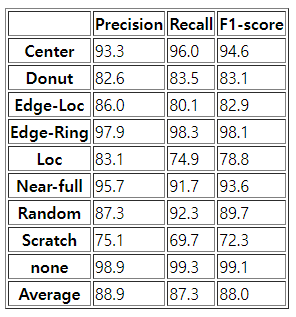 Precision Recall F1-score
Center 93.3 96.0 94.6
Donut 82.6 83.5 83.1
Edge-Loc 86.0 80.1 82.9
Edge-Ring 97.9 98.3 98.1
Loc 83.1 74.9 78.8
Near-full 95.7 91.7 93.6
Random 87.3 92.3 89.7
Scratch 75.1 69.7 72.3
none 98.9 99.3 99.1
Average 88.9 87.3 88.0